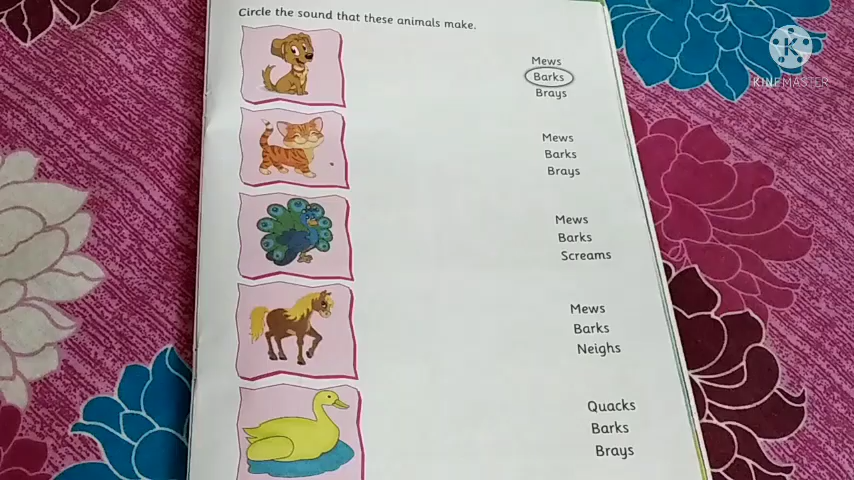 Circle the sound that these animals make.
Mews
Barks
Brays
Mews
Barks
Brays
Mews
Barks
Screams
Mews
Barks
Neighs
Quacks
Barks
Brays
K
KINEMASTER